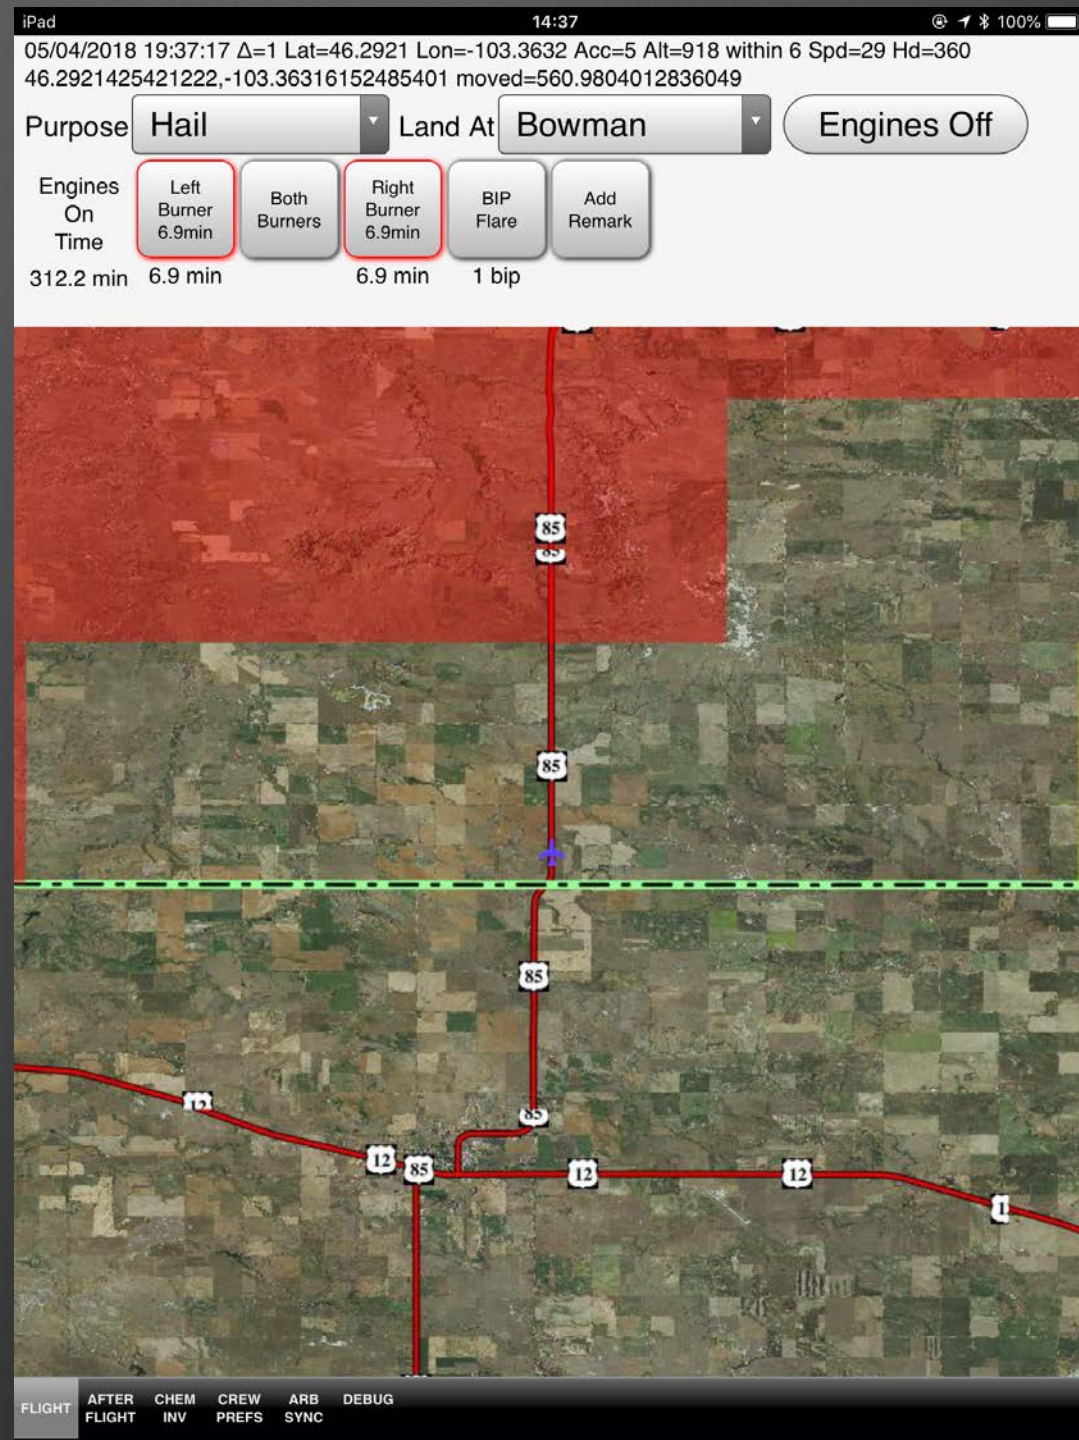 iPad 14:37 100%
05/04/2018 19:37:17 Δ=1 Lat=46.2921 Lon=-103.3632 Acc=5 Alt=918 within 6 Spd=29 Hd=360
46.2921425421222,-103.36316152485401 moved=560.9804012836049
Purpose Hail Land At Bowman Engines Off
Engines
On
Time
312.2 min
Left
Burner
6.9min
6.9 min
Both
Burners
Right
Burner
6.9min
6.9 min
BIP
Flare
1 bip
Add
Remark
85
85
85
85
85
12
12
85
12
12
FLIGHT
AFTER
FLIGHT
CHEM
INV
CREW
PREFS
ARB
SYNC
DEBUG